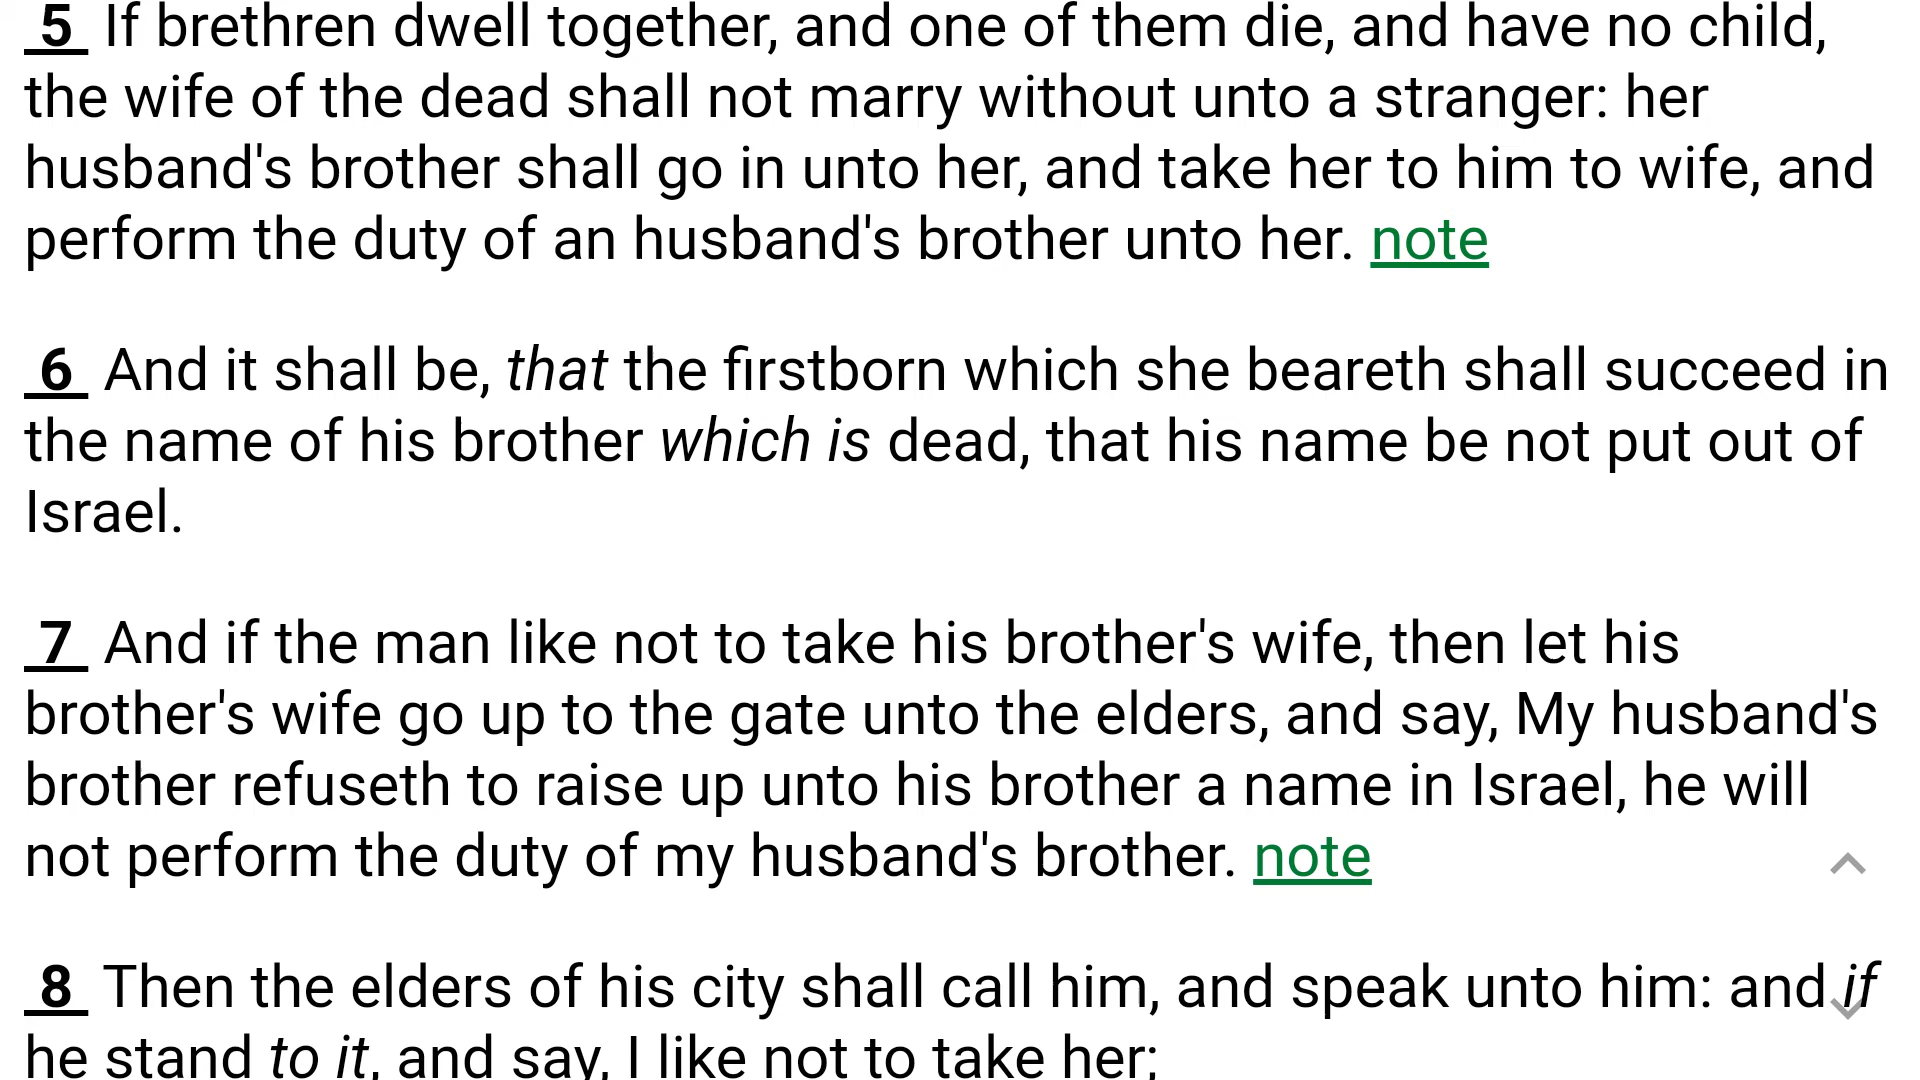 5 If brethren dwell together, and one of them die, and have no child,
the wife of the dead shall not marry without unto a stranger: her
husband's brother shall go in unto her, and take her to him to wife, and
perform the duty of an husband's brother unto her. note
6 And it shall be, that the firstborn which she beareth shall succeed in
the name of his brother which is dead, that his name be not put out of
Israel.
7 And if the man like not to take his brother's wife, then let his
brother's wife go up to the gate unto the elders, and say, My husband's
brother refuseth to raise up unto his brother a name in Israel, he will
not perform the duty of my husband's brother. note
8 Then the elders of his city shall call him, and speak unto him: and if
he stand to it, and say, I like not to take her;